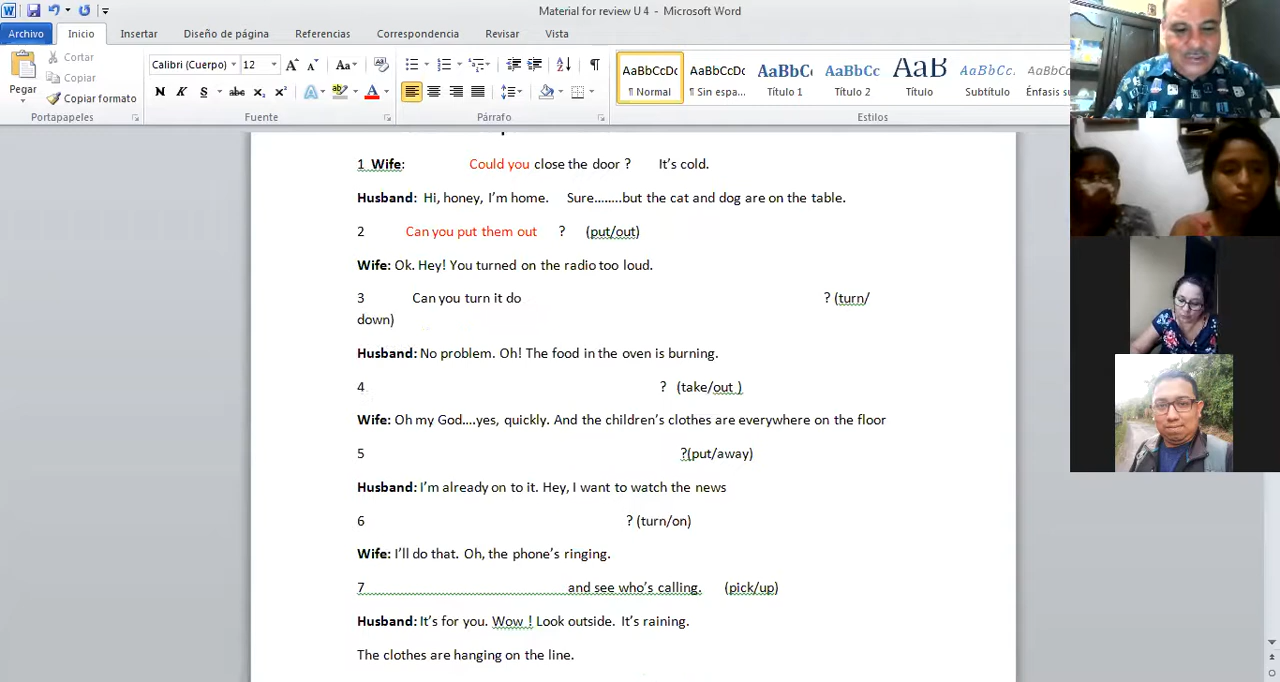 Material for review U 4 - Microsoft Word
Archivo Inicio Insertar Diseño de página Referencias Correspondencia Revisar Vista
Cortar
Copiar
Copiar formato
Pegar
Calibri (Cuerpo) 12
AaBbCcDc AaBbCcDc AaBbC AaBbCc AaB AaBbCc. AaBbCc
¶ Normal ¶ Sin espa... Título 1 Título 2 Título Subtítulo Énfasis su
Portapapeles Fuente Párrafo Estilos
1 Wife: Could you close the door ? It's cold.
Husband: Hi, honey, I'm home. Sure........but the cat and dog are on the table.
2 Can you put them out ? (put/out)
Wife: Ok. Hey! You turned on the radio too loud.
3 Can you turn it do ? (turn/
down)
Husband: No problem. Oh! The food in the oven is burning.
4 ? (take/out )
Wife: Oh my God....yes, quickly. And the children's clothes are everywhere on the floor
5 ?(put/away)
Husband: I'm already on to it. Hey, I want to watch the news
6 ? (turn/on)
Wife: I'll do that. Oh, the phone's ringing.
7 and see who's calling. (pick/up)
Husband: It's for you. Wow ! Look outside. It's raining.
The clothes are hanging on the line.